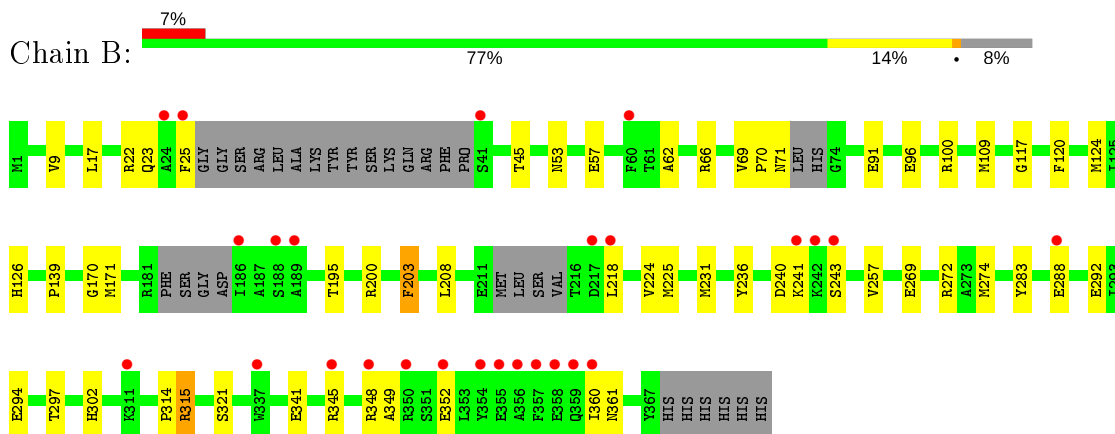 7%
Chain B:
77% 14% • 8%
M1 V9 L17 R22 Q23 A24 F25 GLY GLY SER ARG LEU ALA LYS TYR TYR SER LYS GLN ARG PHE PRO S41 T45 N53 E57 F60 T61 A62 R66 V69 P70 N71 LEU HIS G74 E91 E96 R100 M109 G117 F120 M124 I125
H126 P139 G170 M171 R181 PHE SER GLY ASP I186 A187 S188 A189 T195 R200 F203 L208 E211 MET LEU SER VAL T216 D217 L218 V224 M225 M231 Y236 D240 K241 K242 S243 V257 E269 R272 A273 M274 Y283 E288 E292 I293
E294 T297 H302 K311 P314 R315 S321 W337 E341 R345 R348 A349 R350 S351 E352 L353 Y354 E355 A356 F357 E358 Q359 I360 N361 Y367 HIS HIS HIS HIS HIS HIS